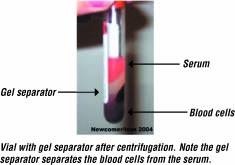 Serum
Gel separator
Blood cells
Newcomer 2004
Vial with gel separator after centrifugation. Note the gel
separator separates the blood cells from the serum.